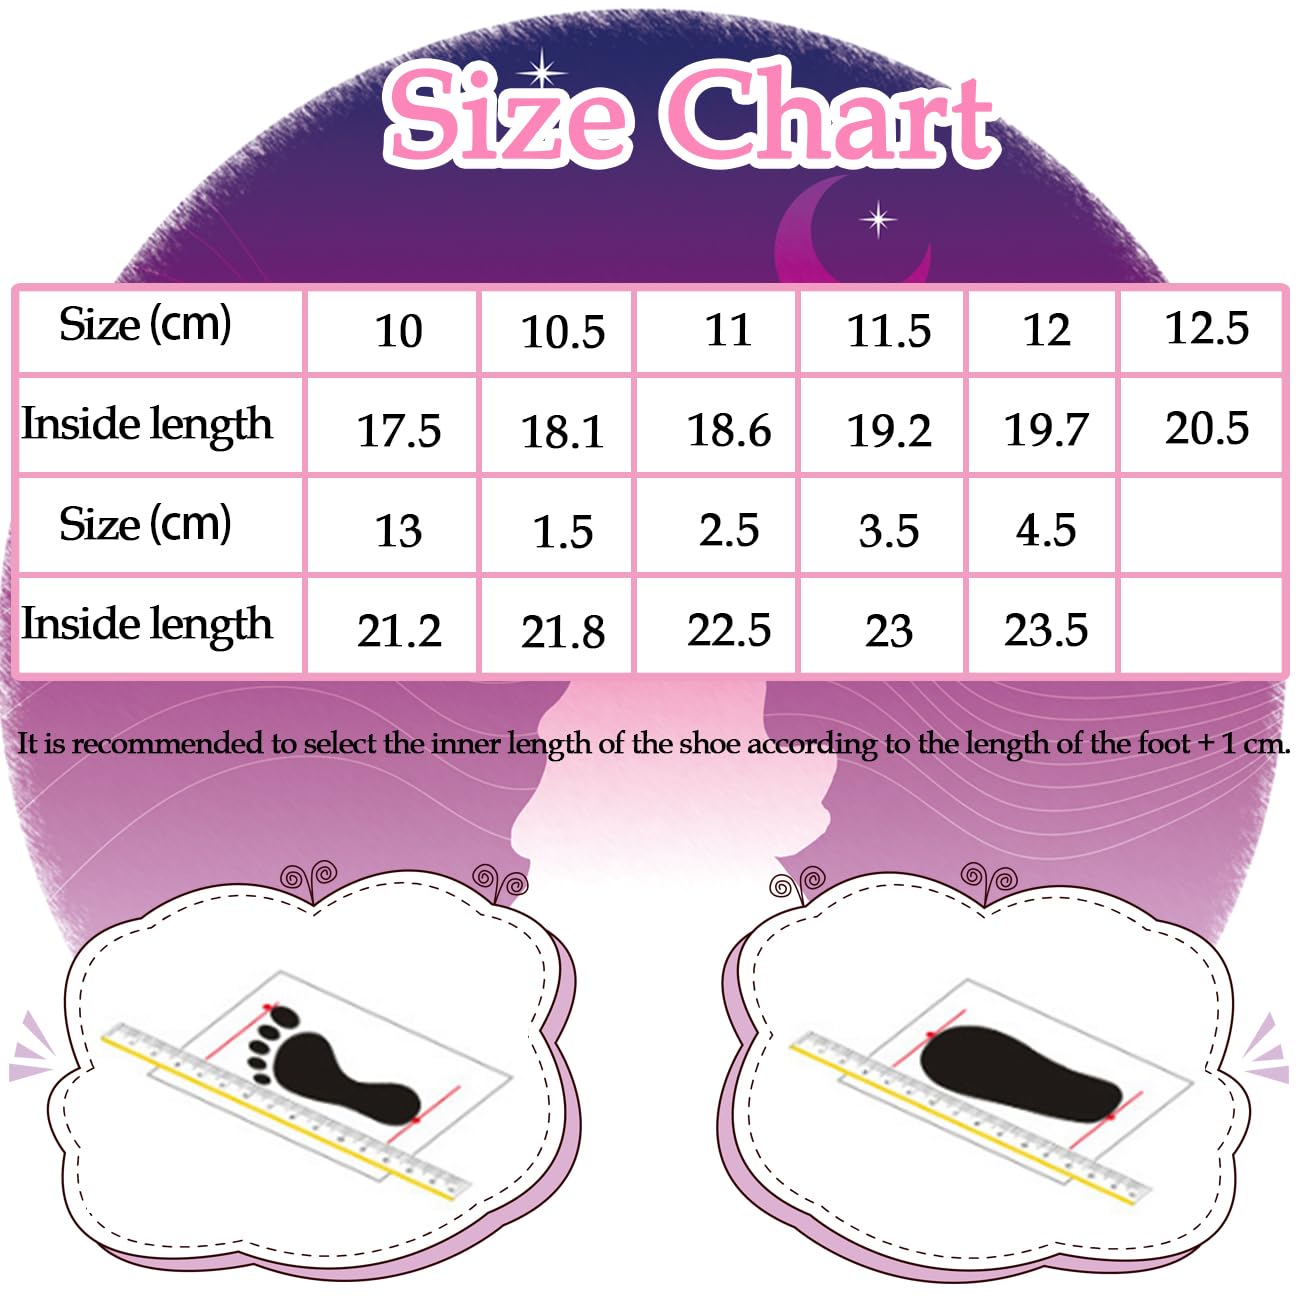 Size Chart
Size (cm) 10 10.5 11 11.5 12 12.5
Inside length 17.5 18.1 18.6 19.2 19.7 20.5
Size (cm) 13 1.5 2.5 3.5 4.5
Inside length 21.2 21.8 22.5 23 23.5
It is recommended to select the inner length of the shoe according to the length of the foot + 1 cm.